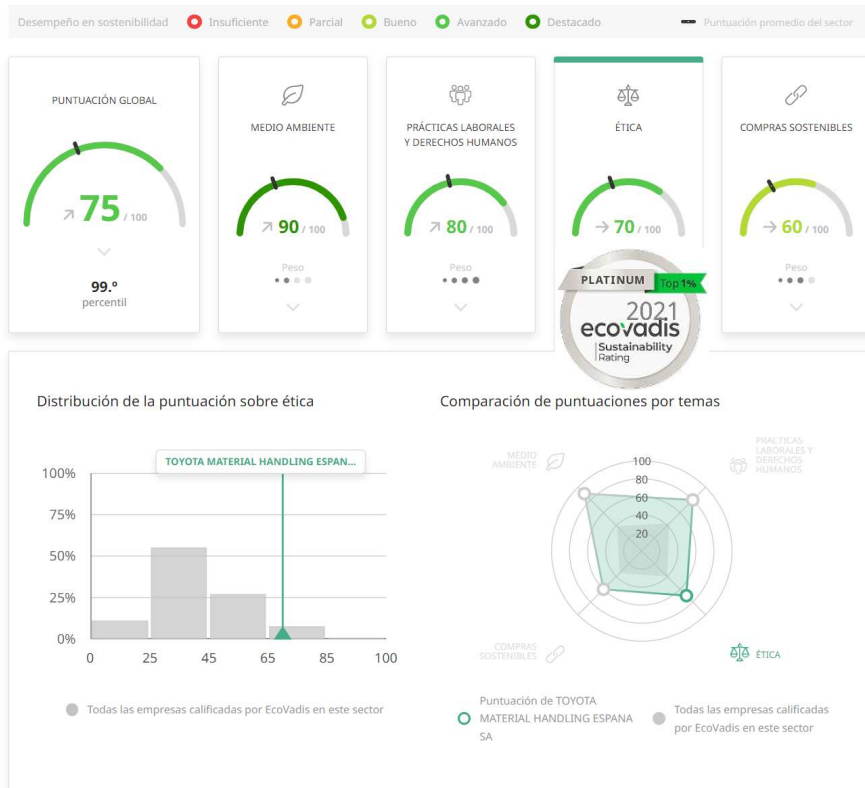 Desempeño en sostenibilidad
Insuficiente
Parcial
Bueno
Avanzado
Destacado
Puntuación promedio del sector
PUNTUACIÓN GLOBAL
75 / 100
99.º
percentil
MEDIO AMBIENTE
90 / 100
Peso
PRÁCTICAS LABORALES
Y DERECHOS HUMANOS
80 / 100
Peso
ÉTICA
70 / 100
PLATINUM
Top 1%
2021
ecovadis
Sustainability
Rating
COMPRAS SOSTENIBLES
60 / 100
Peso
Distribución de la puntuación sobre ética
TOYOTA MATERIAL HANDLING ESPAN...
100%
75%
50%
25%
0%
0 25 45 65 85 100
Todas las empresas calificadas por EcoVadis en este sector
Comparación de puntuaciones por temas
MEDIO
AMBIENTE
PRÁCTICAS
LABORALES Y
DERECHOS
HUMANOS
100
80
60
40
20
COMPRAS
SOSTENIBLES
ÉTICA
Puntuación de TOYOTA
MATERIAL HANDLING ESPANA
SA
Todas las empresas calificadas
por EcoVadis en este sector